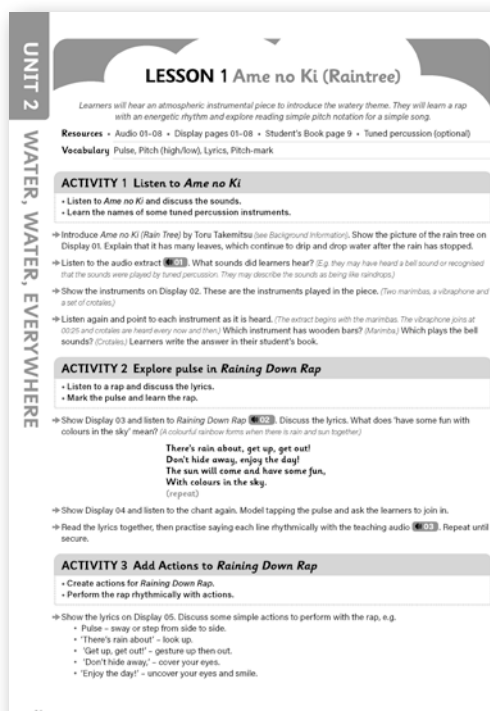 UNIT 2
WATER, WATER, EVERYWHERE
LESSON 1 Ame no Ki (Raintree)
Learners will hear an atmospheric instrumental piece to introduce the watery theme. They will learn a rap
with an energetic rhythm and explore reading simple pitch notation for a simple song.
Resources • Audio 01–08 • Display pages 01–08 • Student's Book page 9 • Tuned percussion (optional)
Vocabulary Pulse, Pitch (high/low), Lyrics, Pitch-mark
ACTIVITY 1 Listen to Ame no Ki
• Listen to Ame no Ki and discuss the sounds.
• Learn the names of some tuned percussion instruments.
Introduce Ame no Ki (Rain Tree) by Toru Takemitsu (see Background Information). Show the picture of the rain tree on
Display 01. Explain that it has many leaves, which continue to drip and drop water after the rain has stopped.
Listen to the audio extract 01. What sounds did learners hear? (E.g. they may have heard a bell sound or recognised
that the sounds were played by tuned percussion. They may describe the sounds as being like raindrops.)
Show the instruments on Display 02. These are the instruments played in the piece. (Two marimbas, a vibraphone and
a set of crotales.)
Listen again and point to each instrument as it is heard. (The extract begins with the marimbas. The vibraphone joins at
00:25 and crotales are heard every now and then.) Which instrument has wooden bars? (Marimba.) Which plays the bell
sounds? (Crotales.) Learners write the answer in their student's book.
ACTIVITY 2 Explore pulse in Raining Down Rap
• Listen to a rap and discuss the lyrics.
• Mark the pulse and learn the rap.
Show Display 03 and listen to Raining Down Rap 02. Discuss the lyrics. What does 'have some fun with
colours in the sky' mean? (A colourful rainbow forms when there is rain and sun together.)
There's rain about, get up, get out!
Don't hide away, enjoy the day!
The sun will come and have some fun,
With colours in the sky.
(repeat)
Show Display 04 and listen to the chant again. Model tapping the pulse and ask the learners to join in.
Read the lyrics together, then practise saying each line rhythmically with the teaching audio 03. Repeat until
secure.
ACTIVITY 3 Add Actions to Raining Down Rap
• Create actions for Raining Down Rap.
• Perform the rap rhythmically with actions.
Show the lyrics on Display 05. Discuss some simple actions to perform with the rap, e.g.
• Pulse – sway or step from side to side.
• 'There's rain about' – look up.
• 'Get up, get out!' – gesture up then out.
• 'Don't hide away,' – cover your eyes.
• 'Enjoy the day!' – uncover your eyes and smile.